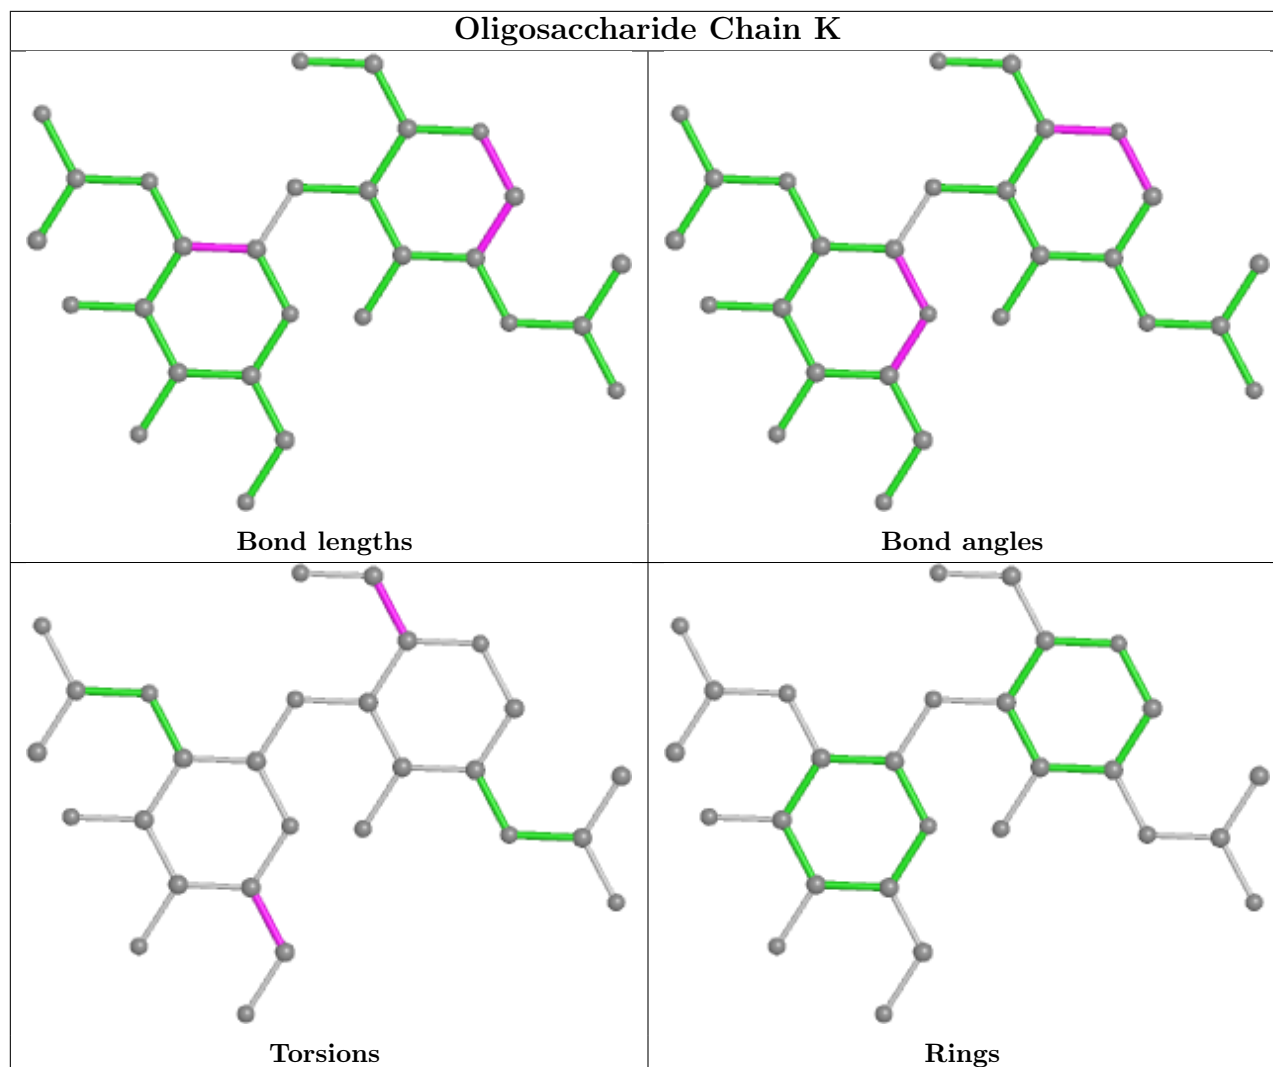 Oligosaccharide Chain K
Bond lengths
Bond angles
Torsions
Rings